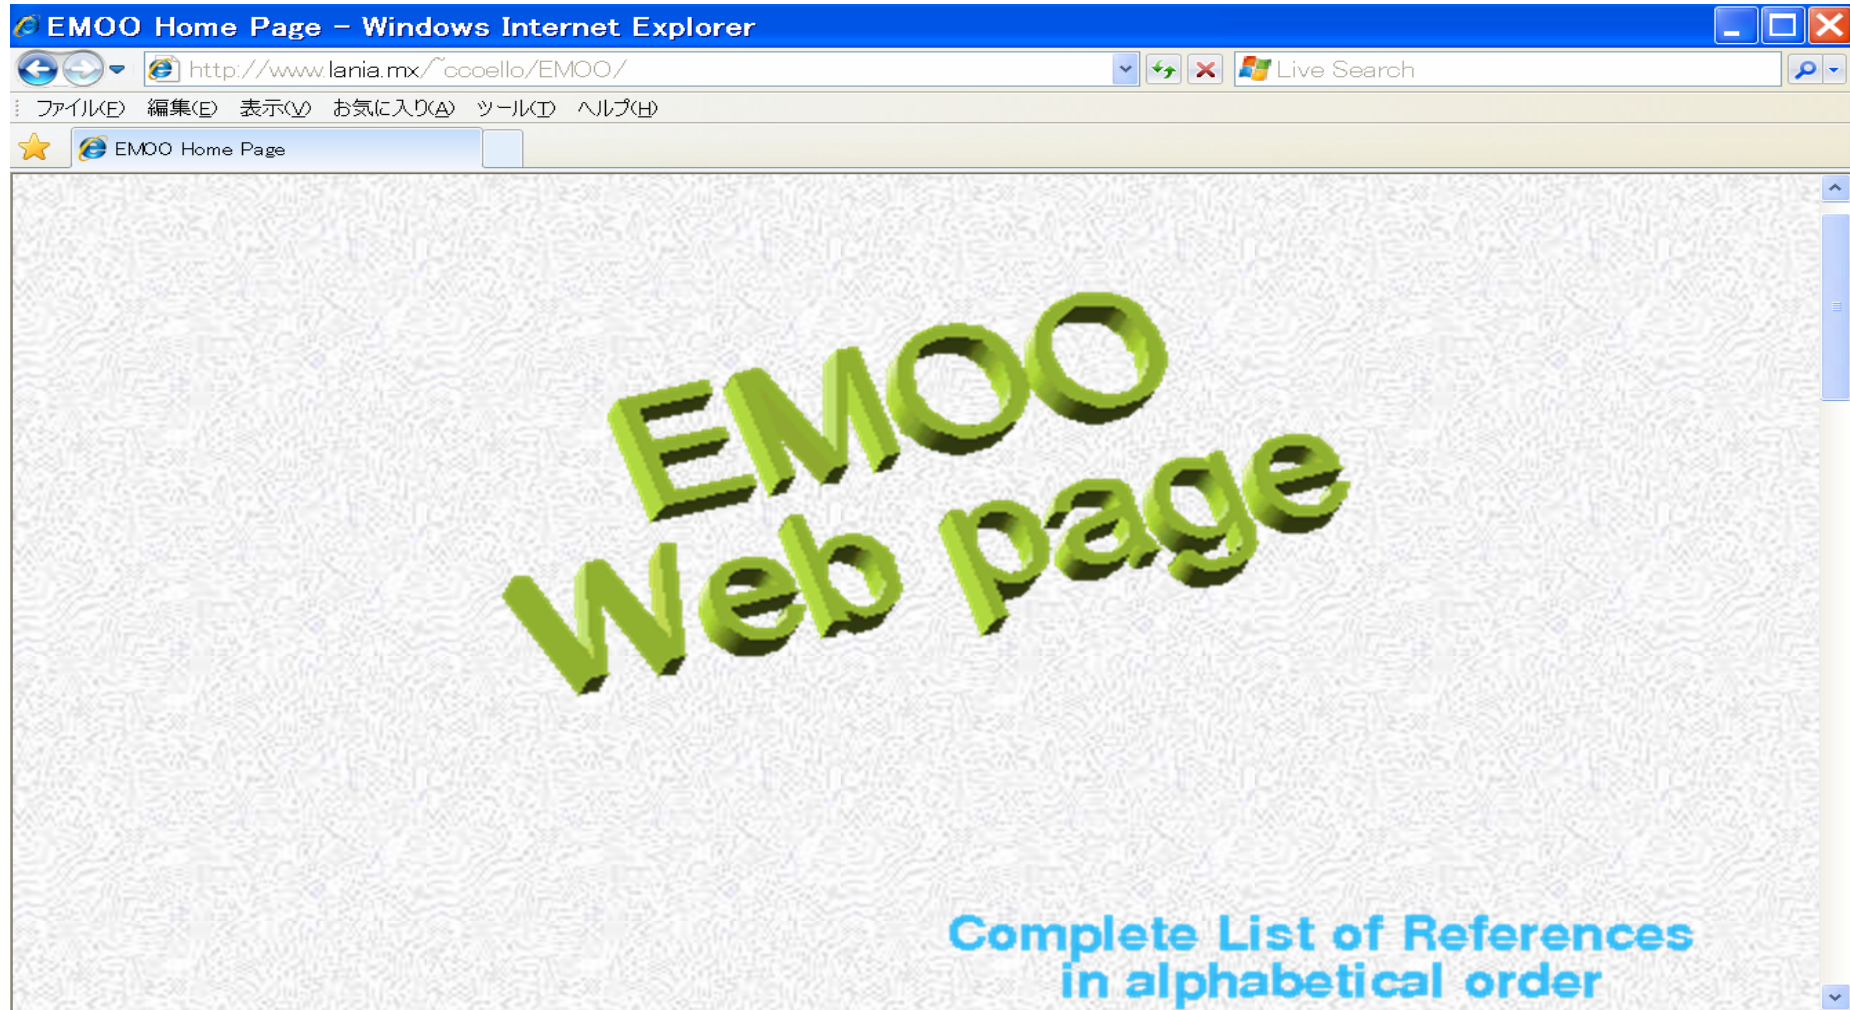 EMOO Home Page - Windows Internet Explorer
http://www.lania.mx/~ccoello/EMOO/
Live Search
ファイル(F) 編集(E) 表示(V) お気に入り(A) ツール(T) ヘルプ(H)
EMOO Home Page
EMOO
Web page
Complete List of References
in alphabetical order